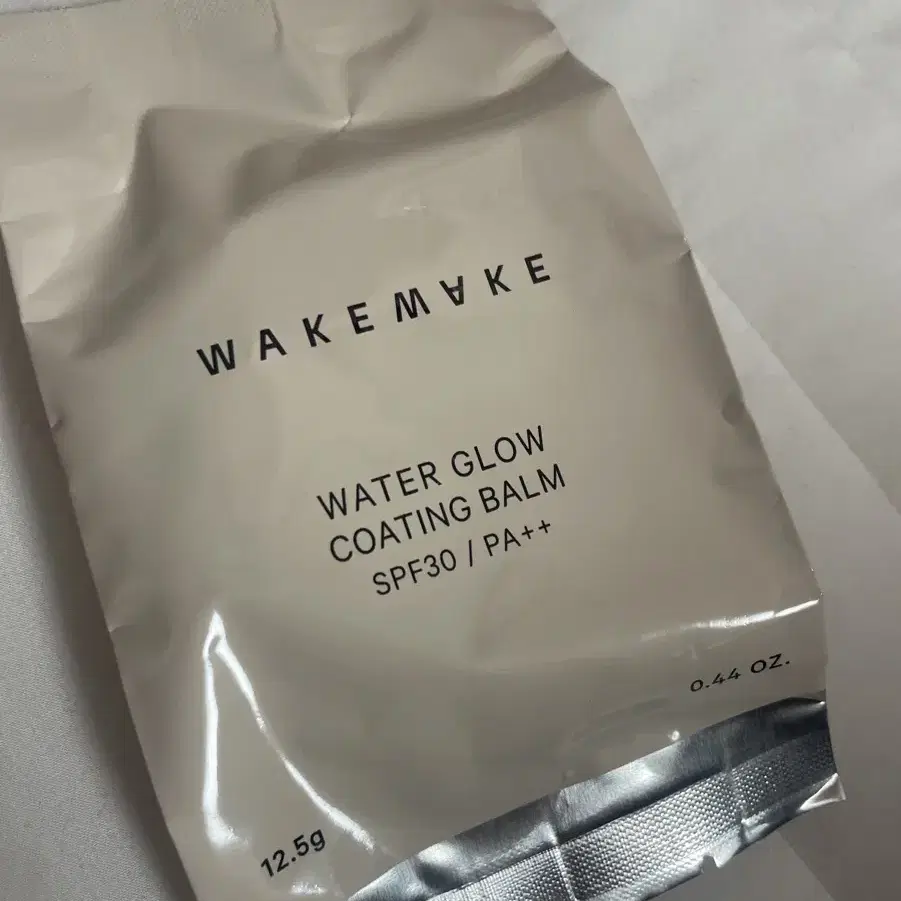 WAKEMAKE
WATER GLOW
COATING BALM
SPF30 / PA++
0.44 OZ.
12.5g